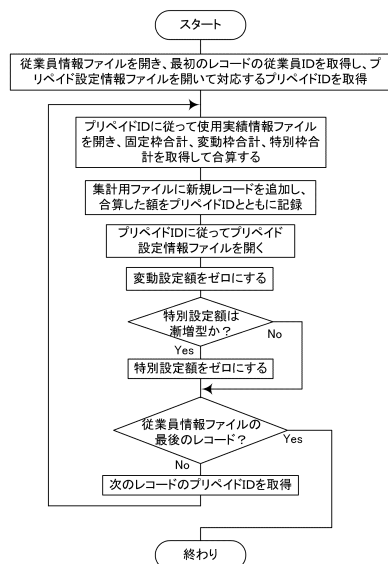 スタート
従業員情報ファイルを開き、最初のレコードの従業員IDを取得し、プ
リペイド設定情報ファイルを開いて対応するプリペイドIDを取得
プリペイドIDに従って使用実績情報ファイル
を開き、固定枠合計、変動枠合計、特別枠合
計を取得して合算する
集計用ファイルに新規レコードを追加し、
合算した額をプリペイドIDとともに記録
プリペイドIDに従ってプリペイド
設定情報ファイルを開く
変動設定額をゼロにする
特別設定額は
漸増型か？
No
Yes
特別設定額をゼロにする
従業員情報ファイルの
最後のレコード？
Yes
No
次のレコードのプリペイドIDを取得
終わり